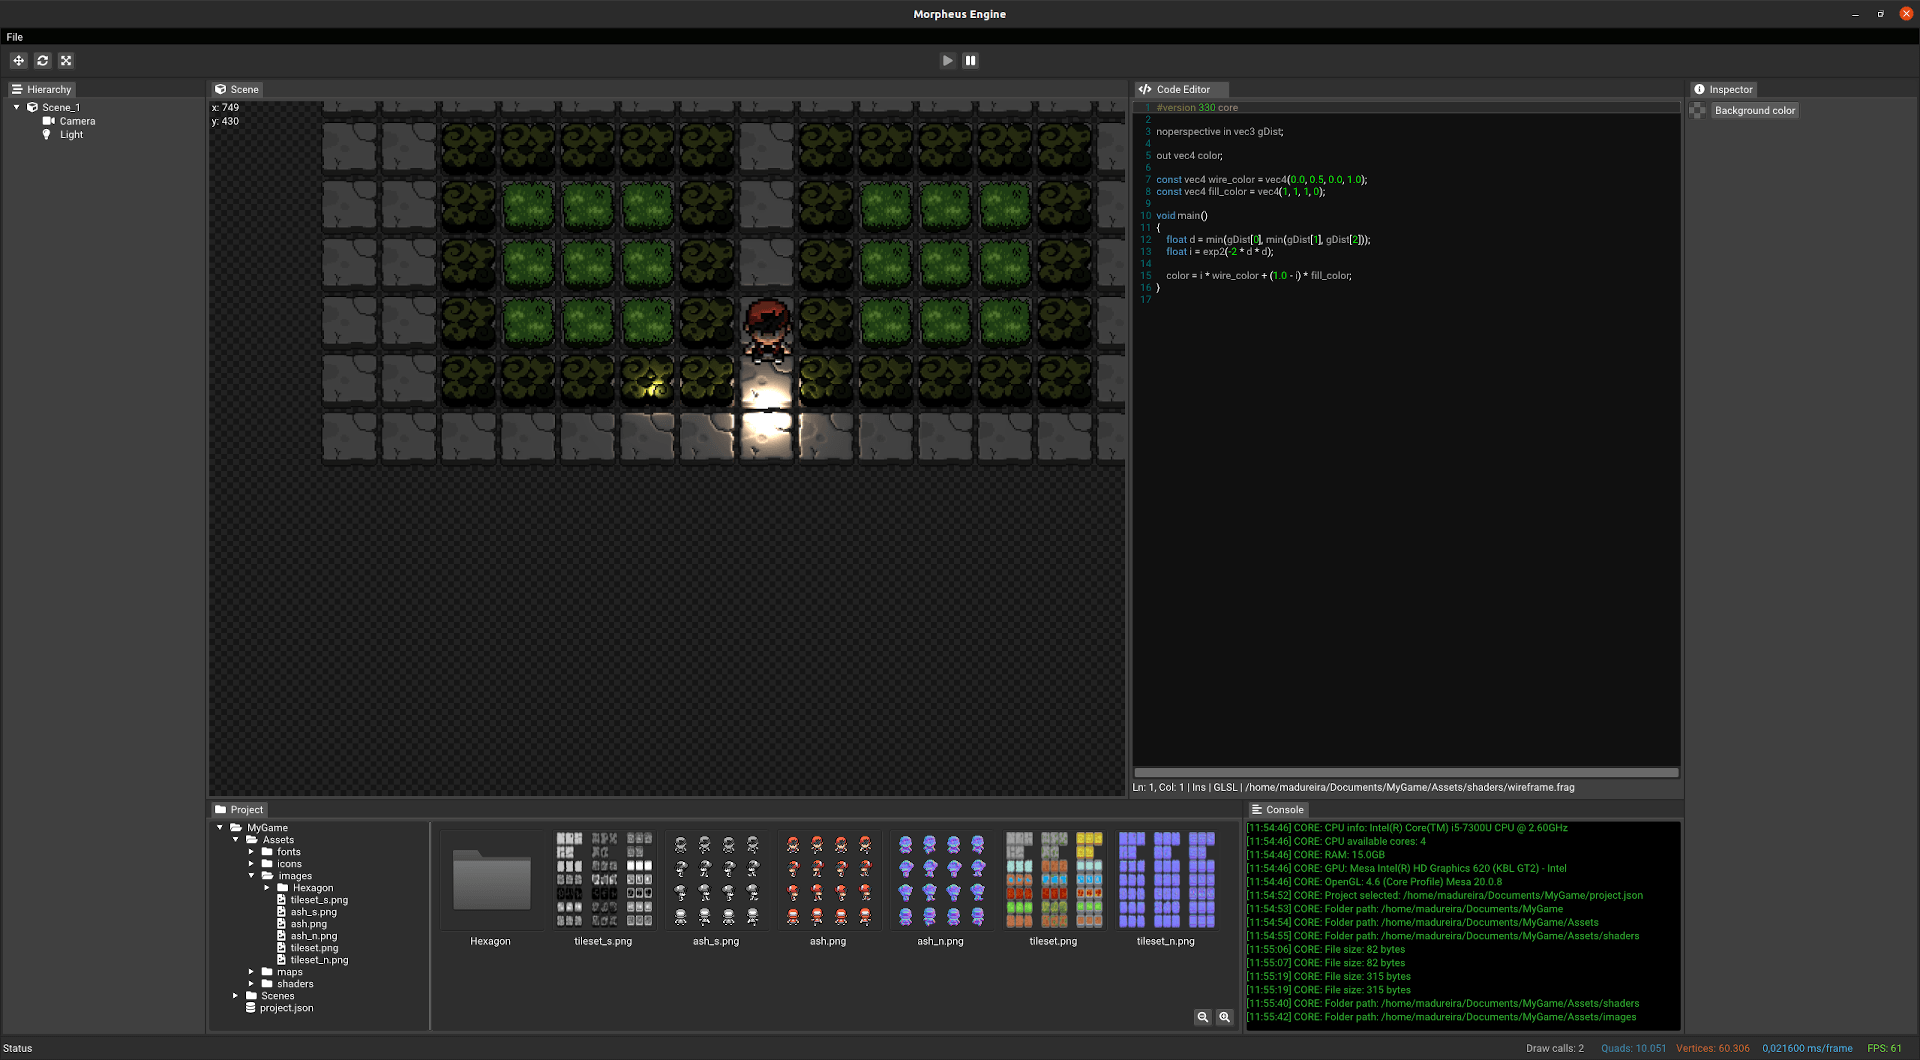 Morpheus Engine
File
Hierarchy
Scene_1
Camera
Light
Scene
x: 749
y: 430
Code Editor
1 #version 330 core
2
3 noperspective in vec3 gDist;
4
5 out vec4 color;
6
7 const vec4 wire_color = vec4(0.0, 0.5, 0.0, 1.0);
8 const vec4 fill_color = vec4(1, 1, 1, 0);
9
10 void main()
11 {
12 float d = min(gDist[0], min(gDist[1], gDist[2]));
13 float i = exp2(-2 * d * d);
14
15 color = i * wire_color + (1.0 - i) * fill_color;
16 }
17
Ln: 1, Col: 1 | Ins | GLSL | /home/madureira/Documents/MyGame/Assets/shaders/wireframe.frag
Inspector
Background color
Project
MyGame
Assets
fonts
icons
images
Hexagon
tileset_s.png
ash_s.png
ash.png
ash_n.png
tileset.png
tileset_n.png
maps
shaders
Scenes
project.json
Hexagon
tileset_s.png
ash_s.png
ash.png
ash_n.png
tileset.png
tileset_n.png
Console
[11:54:46] CORE: CPU info: Intel(R) Core(TM) i5-7300U CPU @ 2.60GHz
[11:54:46] CORE: CPU available cores: 4
[11:54:46] CORE: RAM: 15.0GB
[11:54:46] CORE: GPU: Mesa Intel(R) HD Graphics 620 (KBL GT2) - Intel
[11:54:46] CORE: OpenGL: 4.6 (Core Profile) Mesa 20.0.8
[11:54:52] CORE: Project selected: /home/madureira/Documents/MyGame/project.json
[11:54:53] CORE: Folder path: /home/madureira/Documents/MyGame
[11:54:54] CORE: Folder path: /home/madureira/Documents/MyGame/Assets
[11:54:55] CORE: Folder path: /home/madureira/Documents/MyGame/Assets/shaders
[11:55:06] CORE: File size: 82 bytes
[11:55:07] CORE: File size: 82 bytes
[11:55:19] CORE: File size: 315 bytes
[11:55:19] CORE: File size: 315 bytes
[11:55:40] CORE: Folder path: /home/madureira/Documents/MyGame/Assets/shaders
[11:55:42] CORE: Folder path: /home/madureira/Documents/MyGame/Assets/images
Status
Draw calls: 2 Quads: 10.051 Vertices: 60.306 0,021600 ms/frame FPS: 61